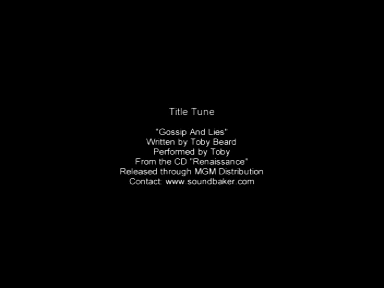 Title Tune
"Gossip And Lies"
Written by Toby Beard
Performed by Toby
From the CD "Renaissance"
Released through MGM Distribution
Contact: www.soundbaker.com